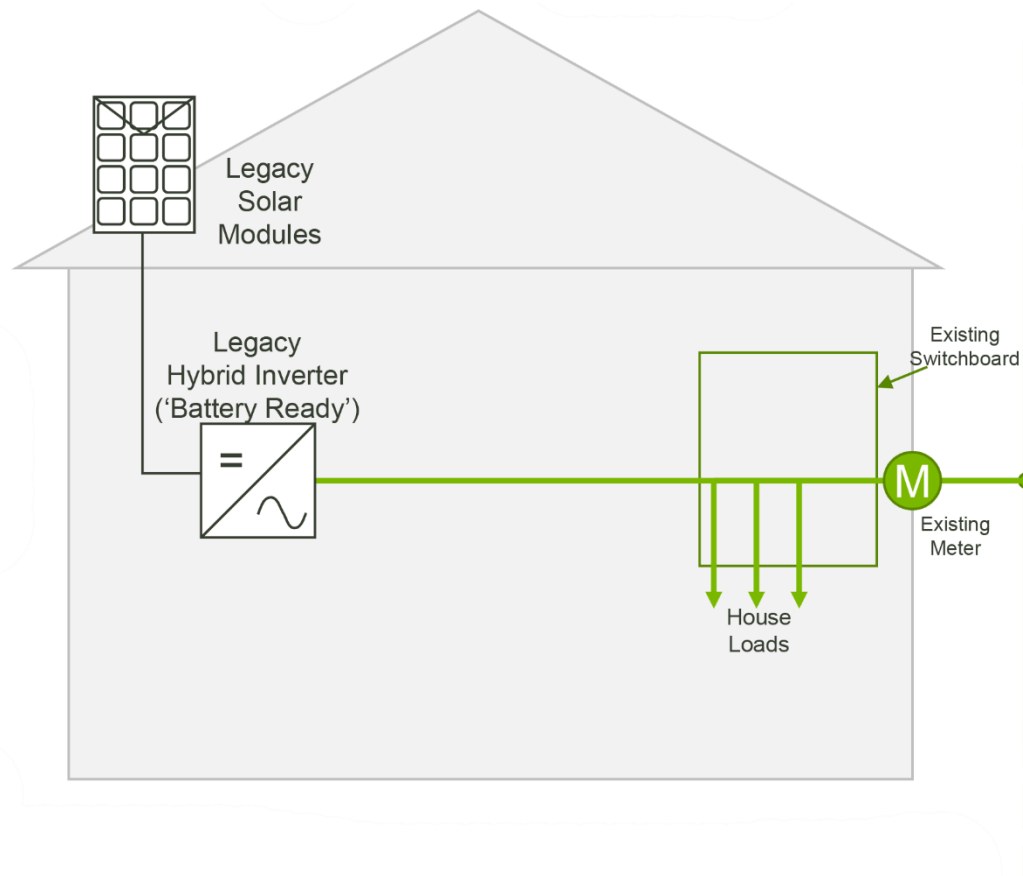 Legacy
Solar
Modules
Legacy
Hybrid Inverter
(‘Battery Ready’)
Existing
Switchboard
M
Existing
Meter
House
Loads